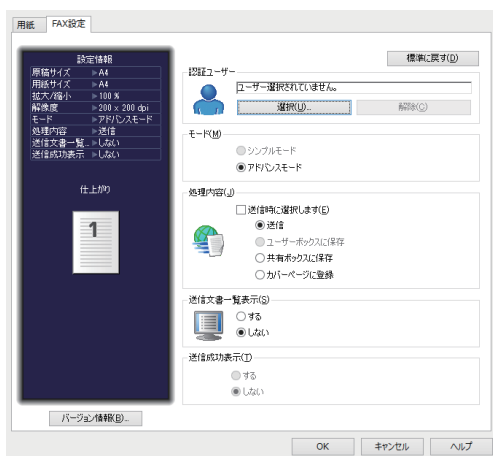 用紙 FAX設定
設定情報
原稿サイズ ▶A4
用紙サイズ ▶A4
拡大/縮小 ▶100 %
解像度 ▶200 x 200 dpi
モード ▶アドバンスモード
処理内容 ▶送信
送信文書一覧... ▶しない
送信成功表示 ▶しない
仕上がり
1
バージョン情報(B)...
標準に戻す(D)
認証ユーザー
ユーザー選択されていません。
選択(U)...
解除(C)
モード(M)
シンプルモード
アドバンスモード
処理内容(J)
送信時に選択します(E)
送信
ユーザーボックスに保存
共有ボックスに保存
カバーページに登録
送信文書一覧表示(S)
する
しない
送信成功表示(T)
する
しない
OK キャンセル ヘルプ